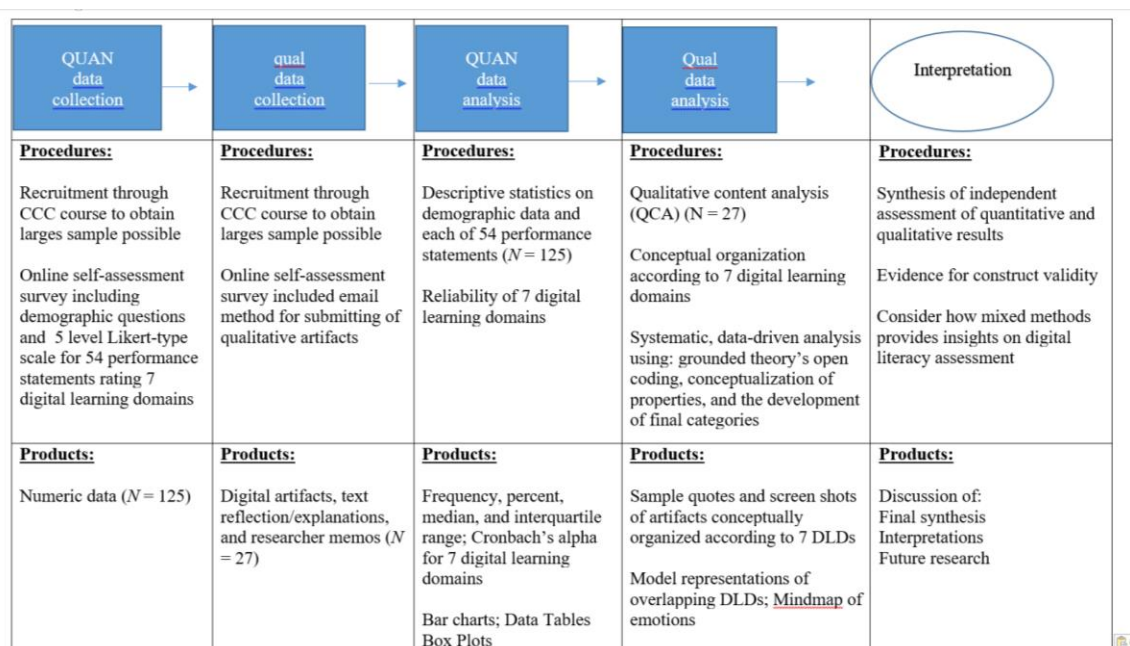 QUAN
data
collection
qual
data
collection
QUAN
data
analysis
Qual
data
analysis
Interpretation
Procedures:
Recruitment through
CCC course to obtain
larges sample possible
Online self-assessment
survey including
demographic questions
and 5 level Likert-type
scale for 54 performance
statements rating 7
digital learning domains
Procedures:
Recruitment through
CCC course to obtain
larges sample possible
Online self-assessment
survey included email
method for submitting of
qualitative artifacts
Procedures:
Descriptive statistics on
demographic data and
each of 54 performance
statements (N = 125)
Reliability of 7 digital
learning domains
Procedures:
Qualitative content analysis
(QCA) (N = 27)
Conceptual organization
according to 7 digital learning
domains
Systematic, data-driven analysis
using: grounded theory’s open
coding, conceptualization of
properties, and the development
of final categories
Procedures:
Synthesis of independent
assessment of quantitative and
qualitative results
Evidence for construct validity
Consider how mixed methods
provides insights on digital
literacy assessment
Products:
Numeric data (N = 125)
Products:
Digital artifacts, text
reflection/explanations,
and researcher memos (N
= 27)
Products:
Frequency, percent,
median, and interquartile
range; Cronbach’s alpha
for 7 digital learning
domains
Bar charts; Data Tables
Box Plots
Products:
Sample quotes and screen shots
of artifacts conceptually
organized according to 7 DLDs
Model representations of
overlapping DLDs; Mindmap of
emotions
Products:
Discussion of:
Final synthesis
Interpretations
Future research